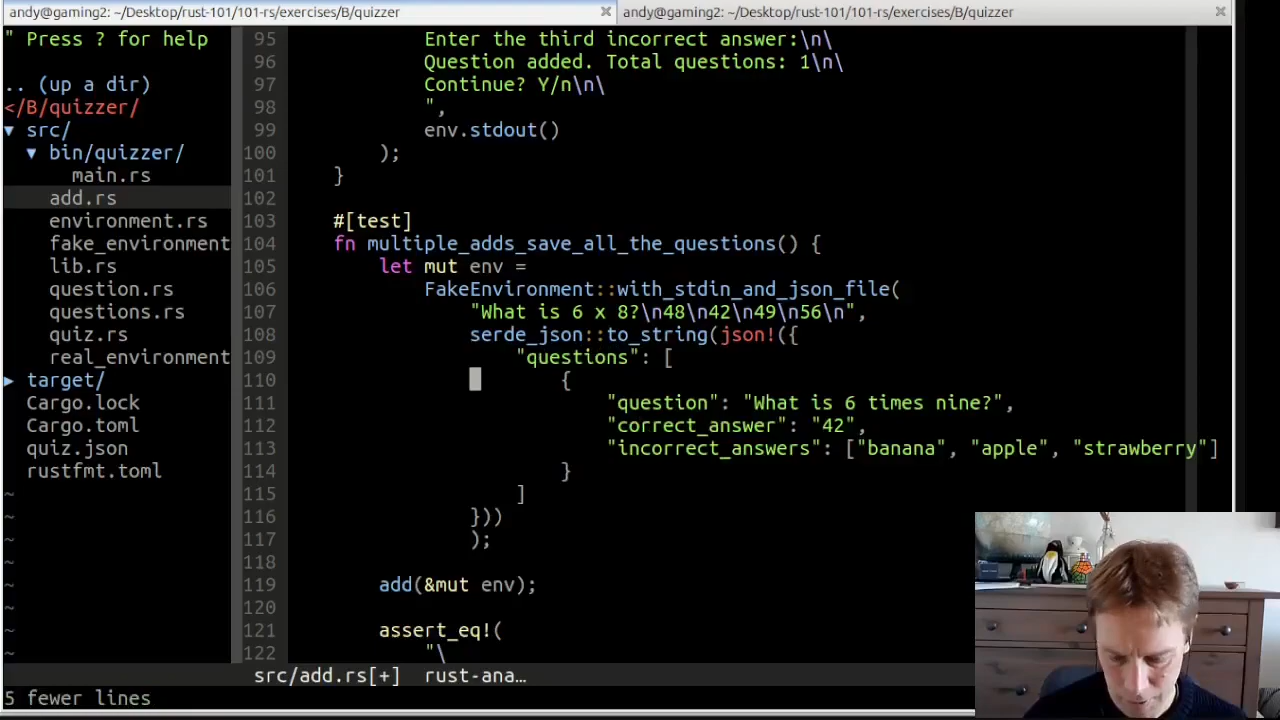 andy@gaming2: ~/Desktop/rust-101/101-rs/exercises/B/quizzer × andy@gaming2: ~/Desktop/rust-101/101-rs/exercises/B/quizzer ×
" Press ? for help
.. (up a dir)
</B/quizzer/
▼ src/
▼ bin/quizzer/
main.rs
add.rs
environment.rs
fake_environment
lib.rs
question.rs
questions.rs
quiz.rs
real_environment
▶ target/
Cargo.lock
Cargo.toml
quiz.json
rustfmt.toml
~
~
~
~
~
~
~
~
95 Enter the third incorrect answer:\n\
96 Question added. Total questions: 1\n\
97 Continue? Y/n\n\
98 ",
99 env.stdout()
100 );
101 }
102
103 #[test]
104 fn multiple_adds_save_all_the_questions() {
105 let mut env =
106 FakeEnvironment::with_stdin_and_json_file(
107 "What is 6 x 8?\n48\n42\n49\n56\n",
108 serde_json::to_string(json!({
109 "questions": [
110 {
111 "question": "What is 6 times nine?",
112 "correct_answer": "42",
113 "incorrect_answers": ["banana", "apple", "strawberry"]
114 }
115 ]
116 }))
117 );
118
119 add(&mut env);
120
121 assert_eq!(
122 "\
src/add.rs[+] rust-ana…
5 fewer lines